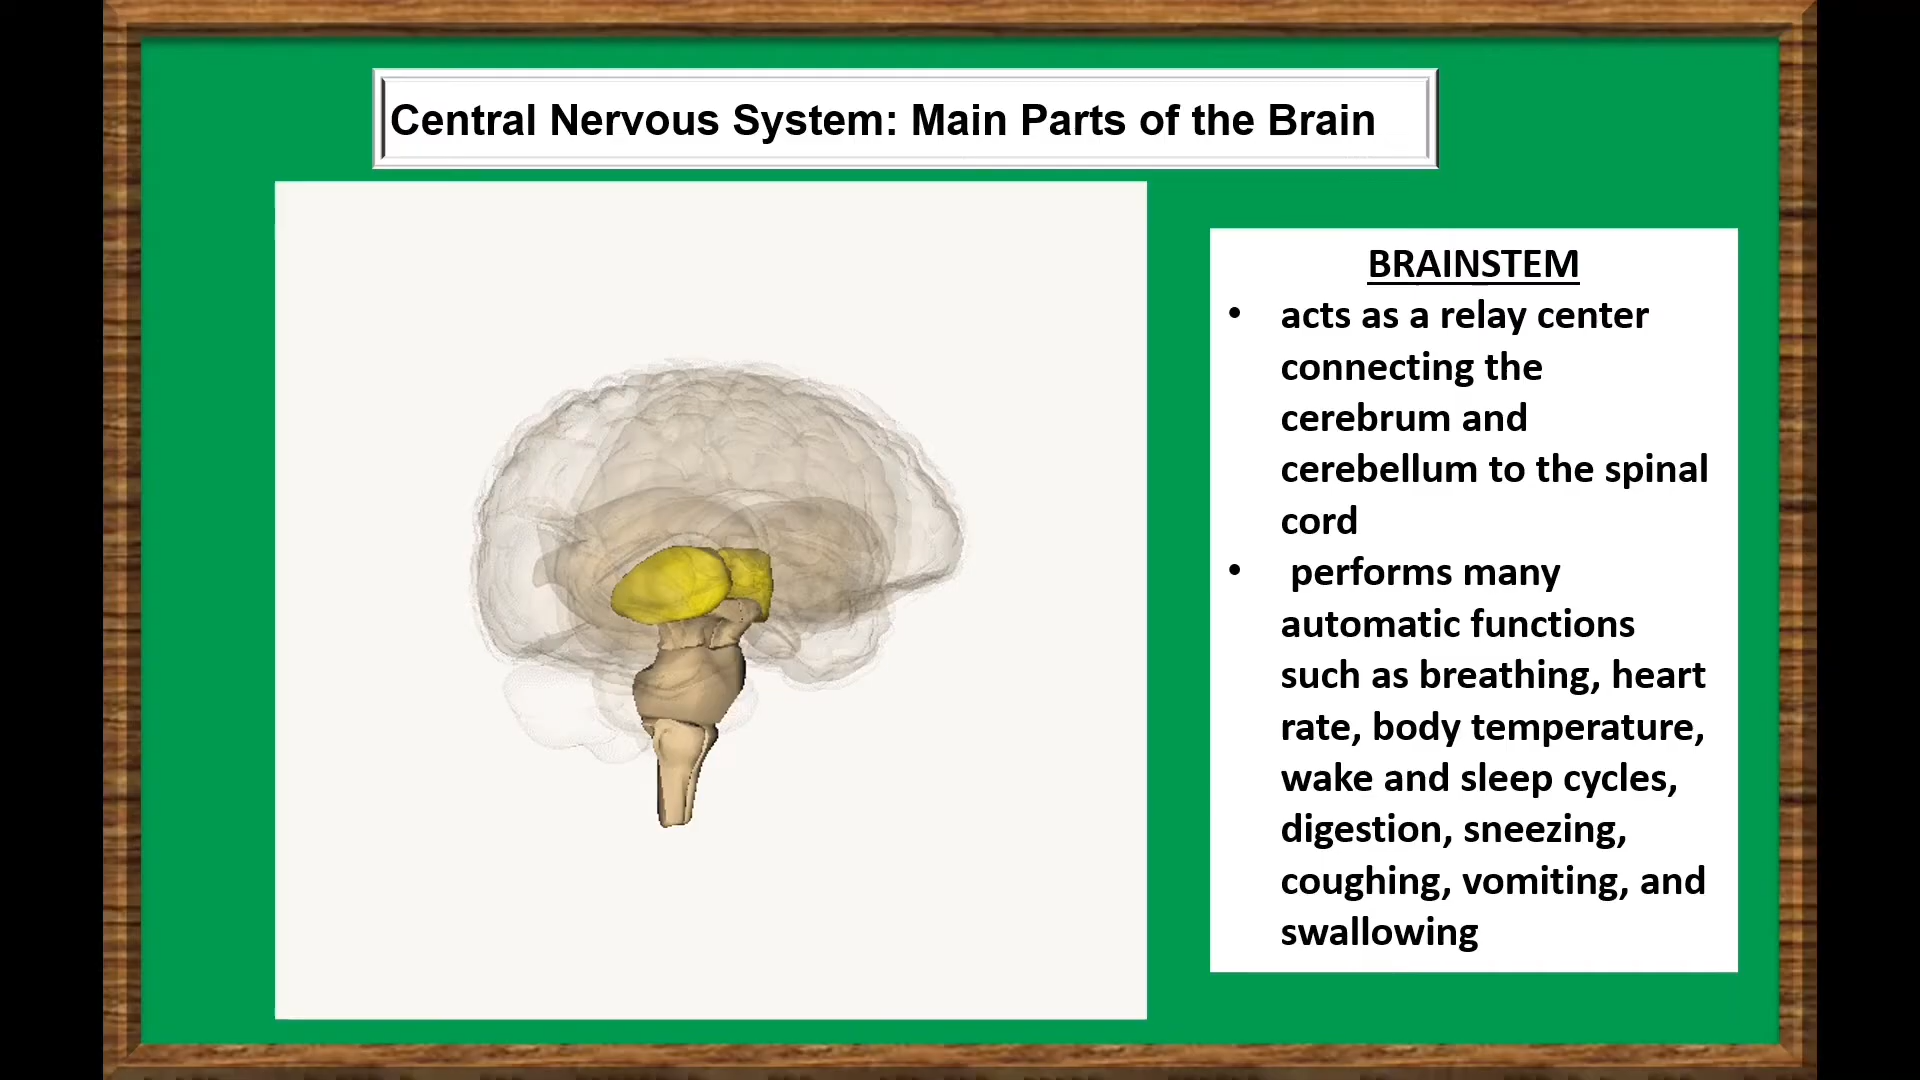 Central Nervous System: Main Parts of the Brain
BRAINSTEM
• acts as a relay center
connecting the
cerebrum and
cerebellum to the spinal
cord
• performs many
automatic functions
such as breathing, heart
rate, body temperature,
wake and sleep cycles,
digestion, sneezing,
coughing, vomiting, and
swallowing